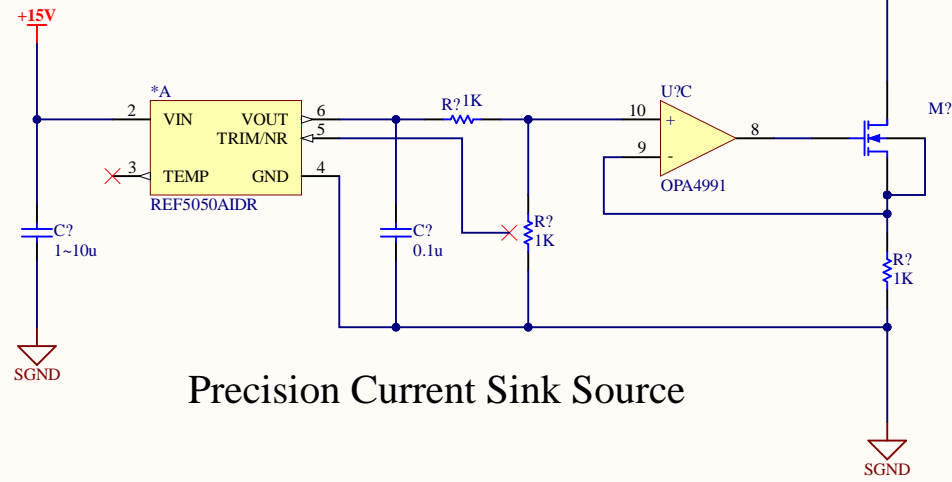 +15V
*A
2 VIN VOUT 6
TRIM/NR 5
3 TEMP GND 4
REF5050AIDR
C?
1~10u
C?
0.1u
R? 1K
R?
1K
U?C
10 +
9 -
8
OPA4991
M?
R?
1K
SGND
Precision Current Sink Source
SGND